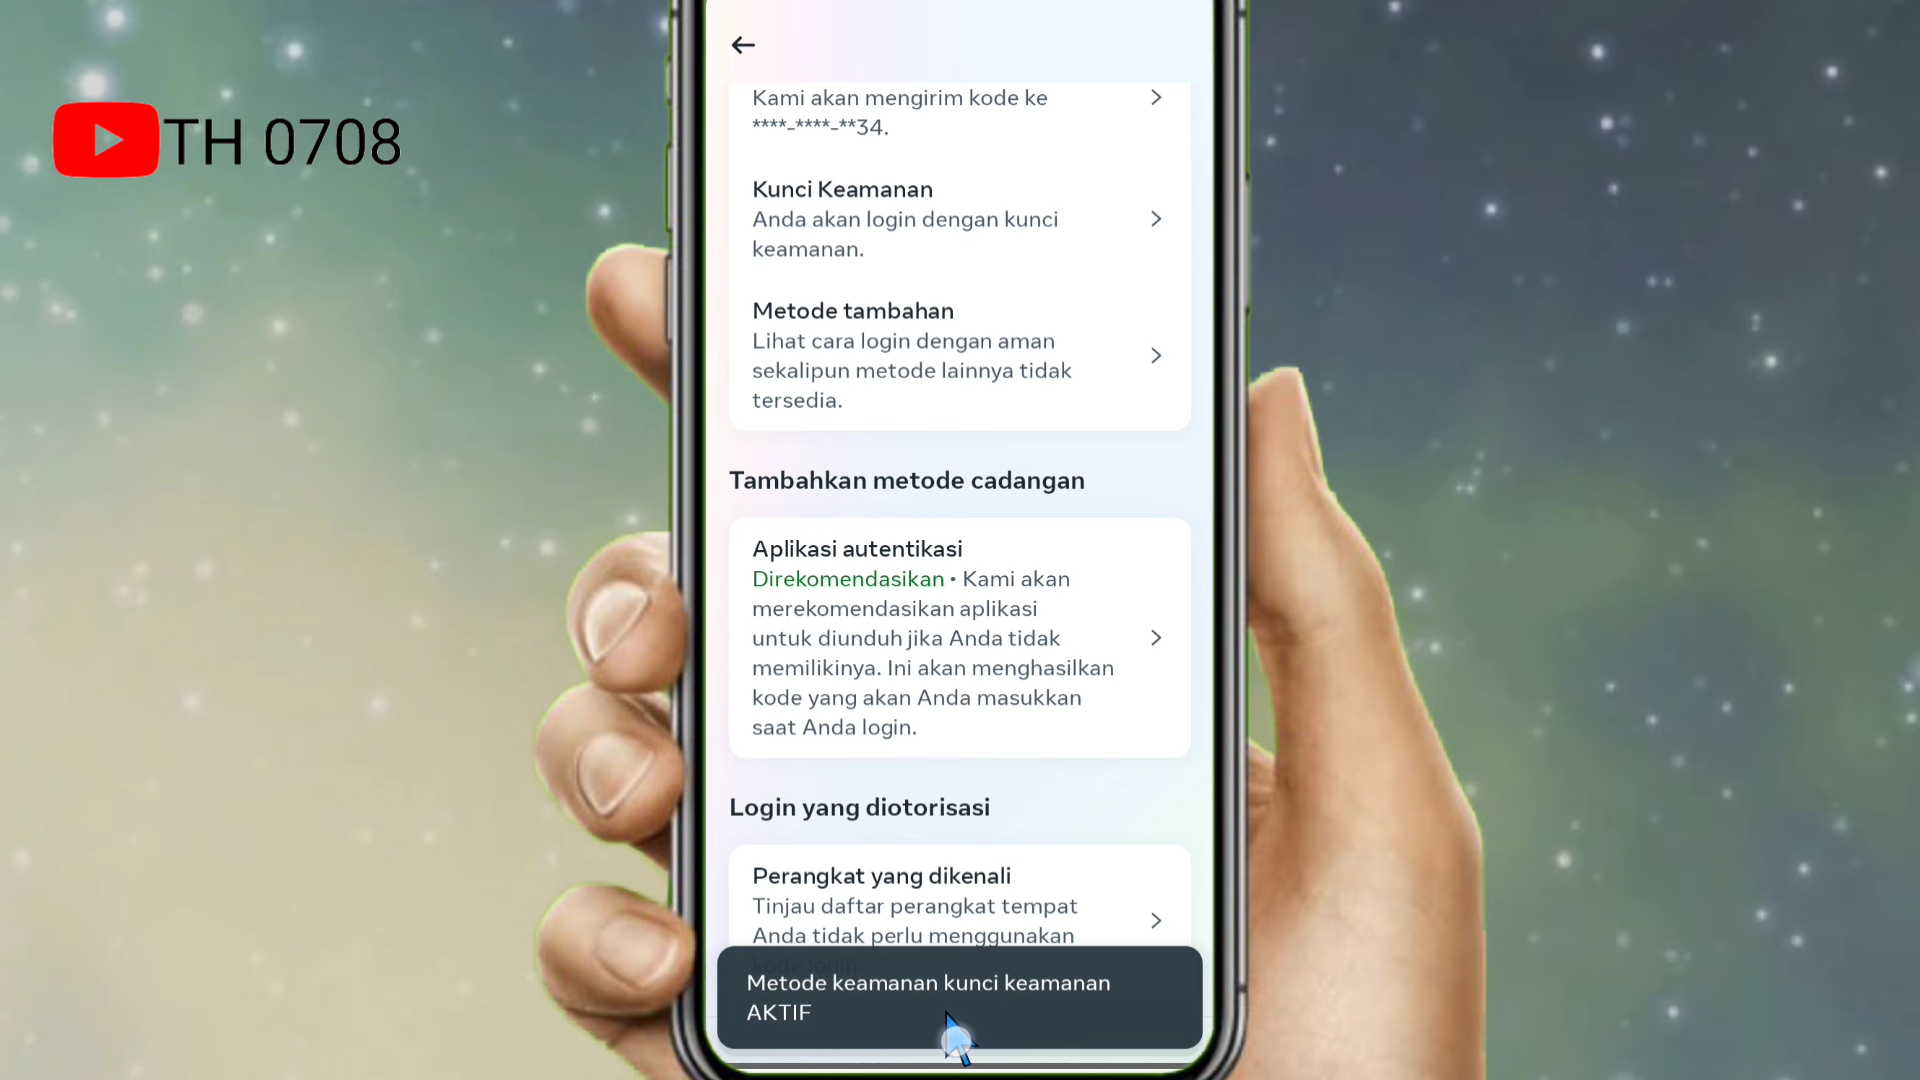 TH 0708
Kami akan mengirim kode ke
****-****-**34.
Kunci Keamanan
Anda akan login dengan kunci
keamanan.
Metode tambahan
Lihat cara login dengan aman
sekalipun metode lainnya tidak
tersedia.
Tambahkan metode cadangan
Aplikasi autentikasi
Direkomendasikan • Kami akan
merekomendasikan aplikasi
untuk diunduh jika Anda tidak
memilikinya. Ini akan menghasilkan
kode yang akan Anda masukkan
saat Anda login.
Login yang diotorisasi
Perangkat yang dikenali
Tinjau daftar perangkat tempat
Anda tidak perlu menggunakan
kode login.
Metode keamanan kunci keamanan
AKTIF